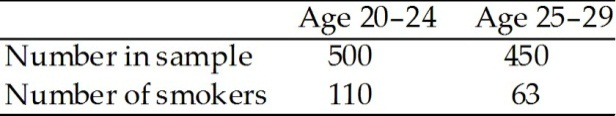 Age 20–24 Age 25–29
Number in sample 500 450
Number of smokers 110 63